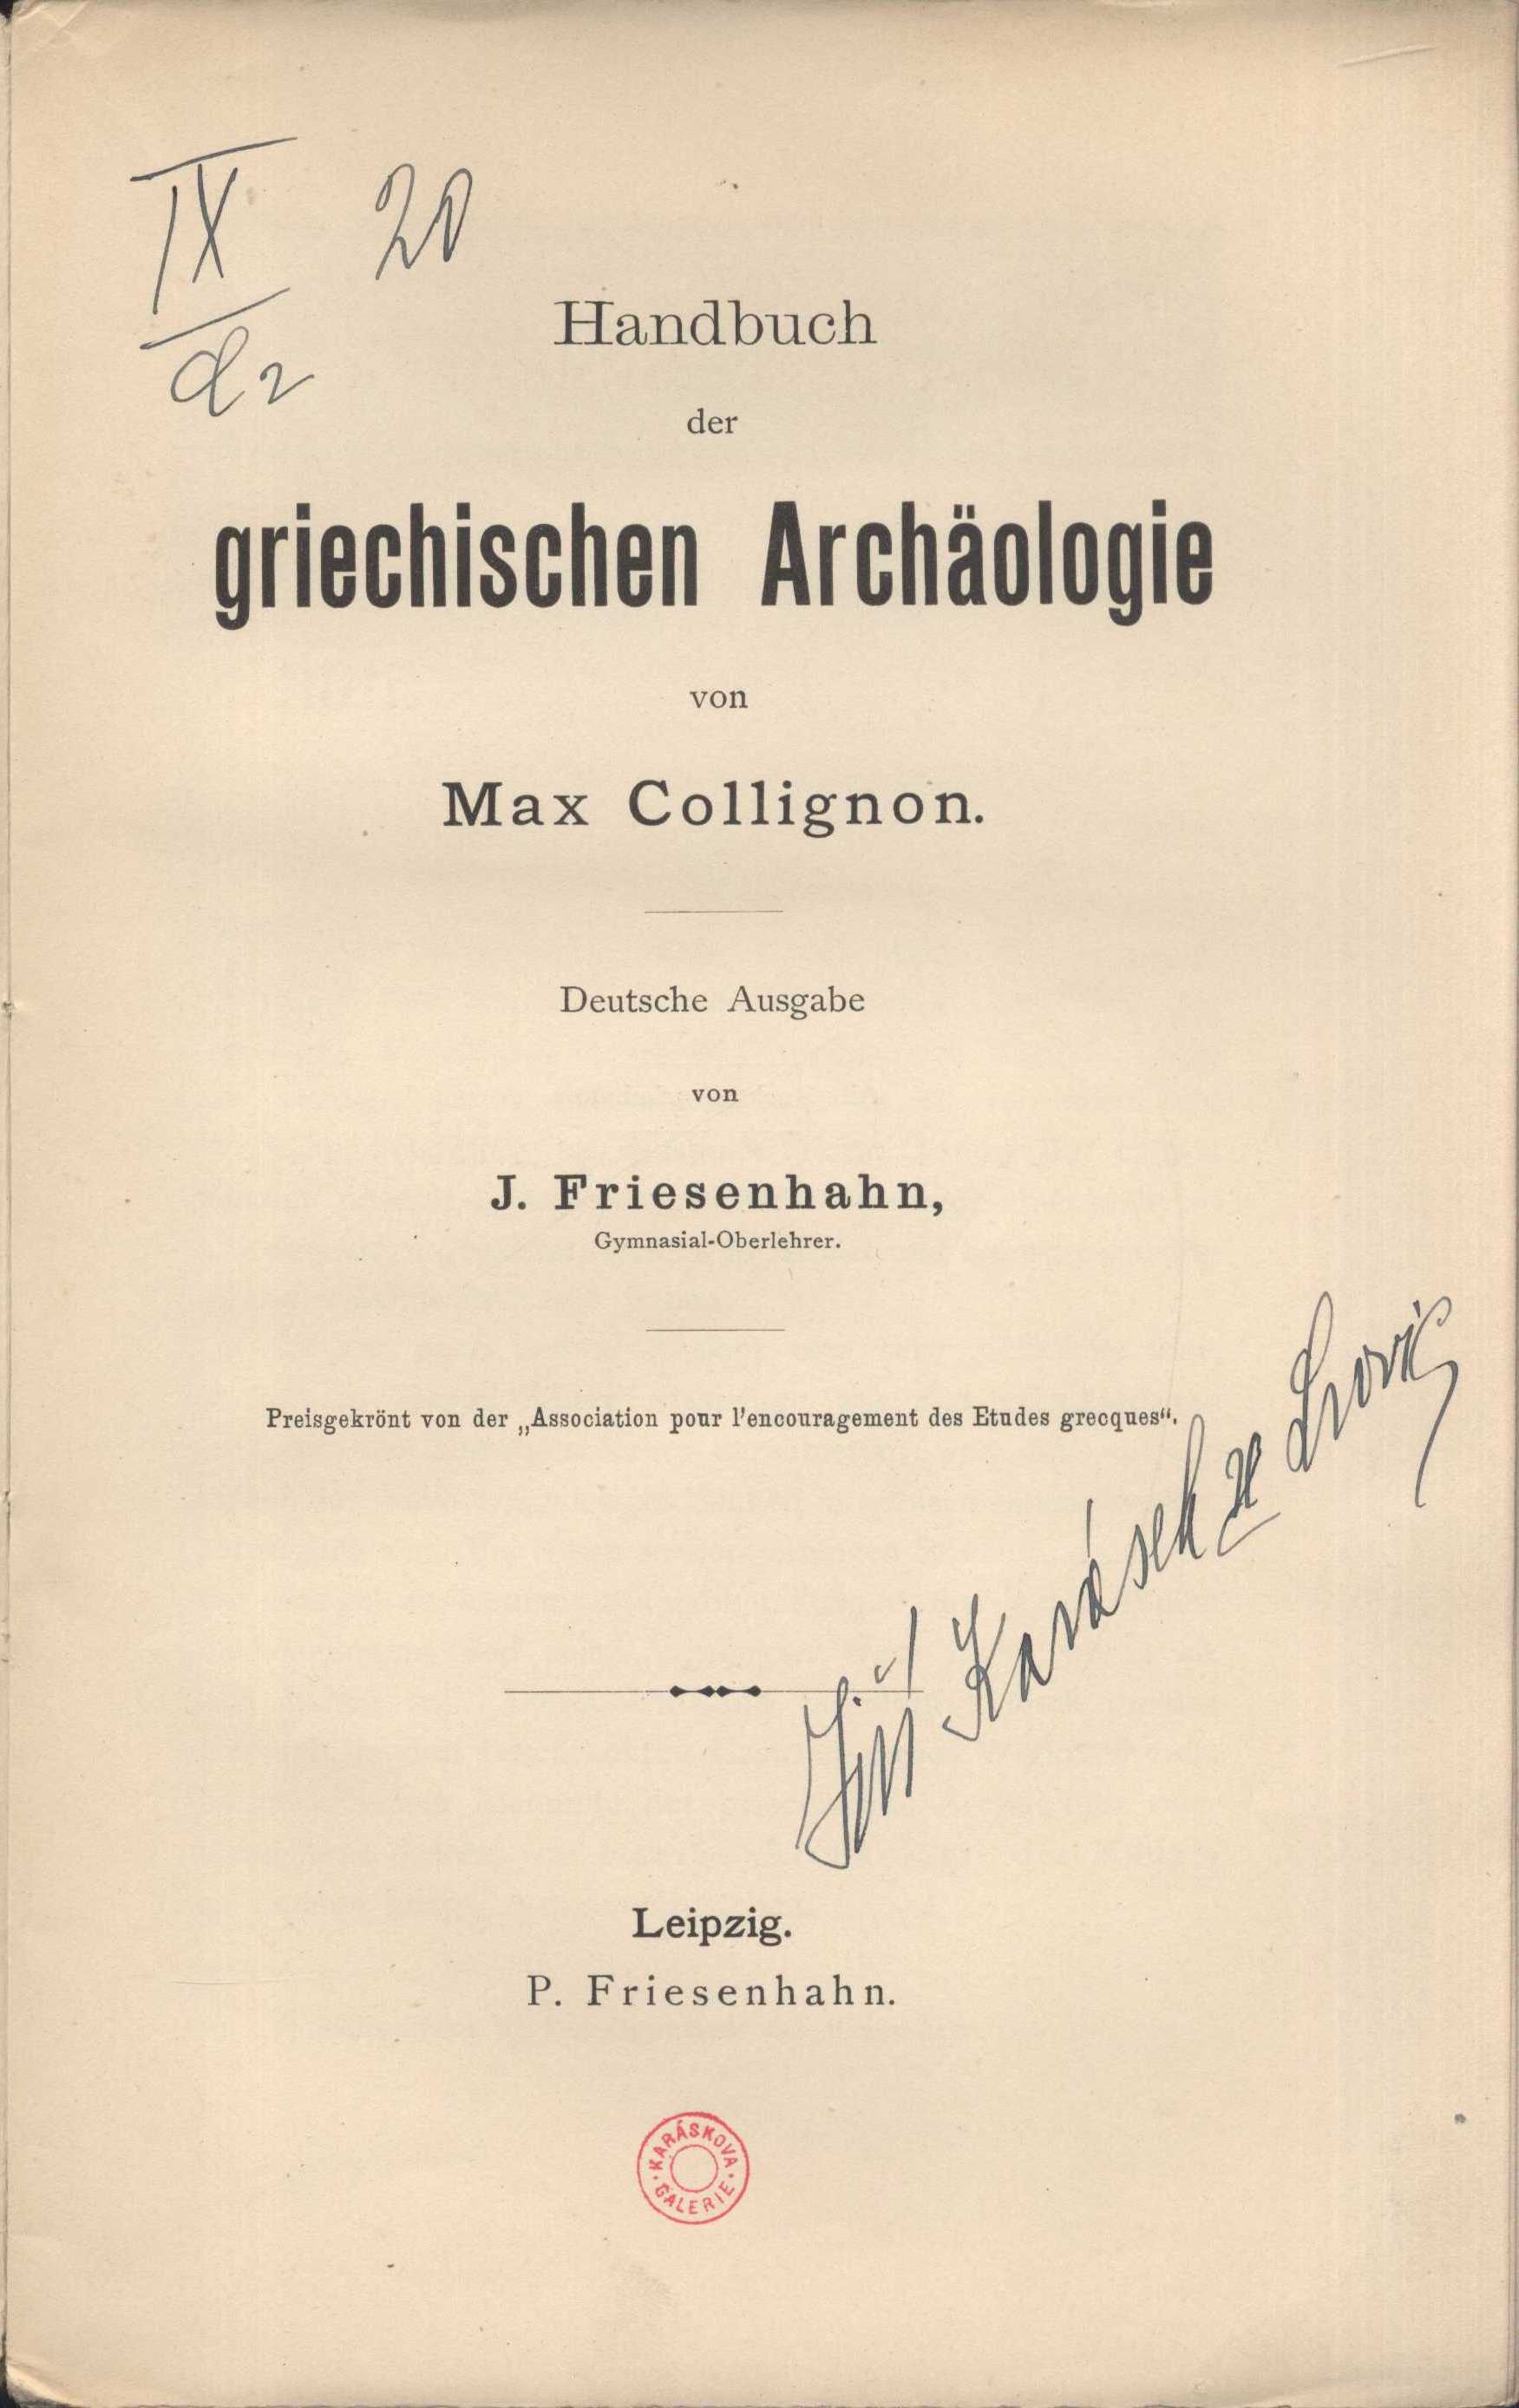 IX 20
d2
Handbuch
der
griechischen Archäologie
von
Max Collignon.
Deutsche Ausgabe
von
J. Friesenhahn,
Gymnasial-Oberlehrer.
Preisgekrönt von der „Association pour l'encouragement des Etudes grecques“.
Jiří Karásek ze Lvovic
Leipzig.
P. Friesenhahn.
KARÁSKOVA
GALERIE